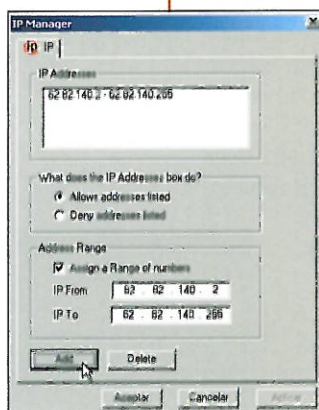 IP Manager
IP
IP Addresses
62.82.140.2 - 62.82.140.255
What does the IP Addresses box do?
Allows addresses listed
Deny addresses listed
Address Range
Assign a Range of numbers
IP From 62 . 82 . 140 . 2
IP To 62 . 82 . 140 . 255
Add Delete
Aceptar Cancelar